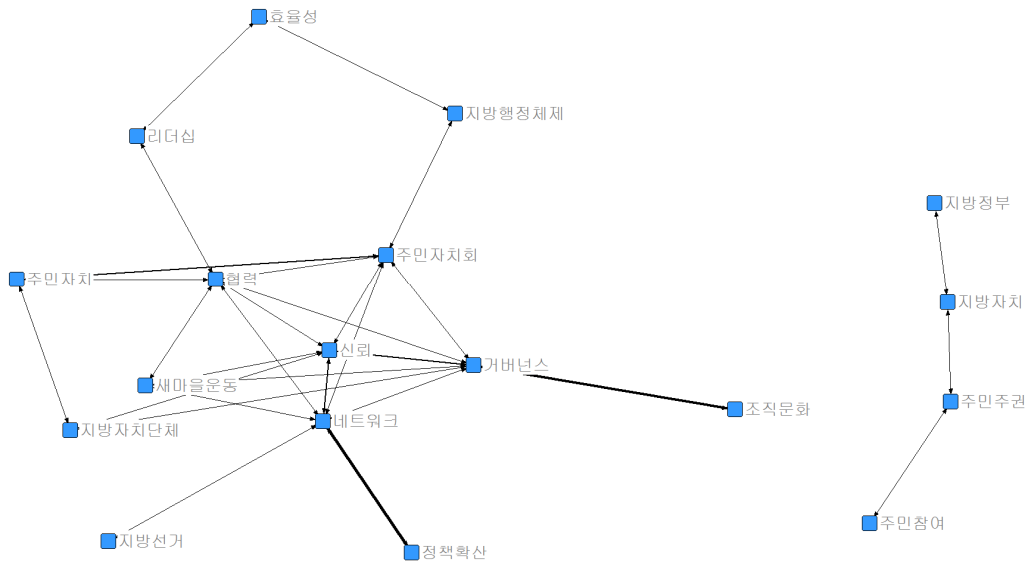 효율성
지방행정체제
리더십
지방정부
주민자치회
주민자치
협력
지방자치
신뢰
거버넌스
새마을운동
주민주권
조직문화
네트워크
지방자치단체
주민참여
지방선거
정책확산